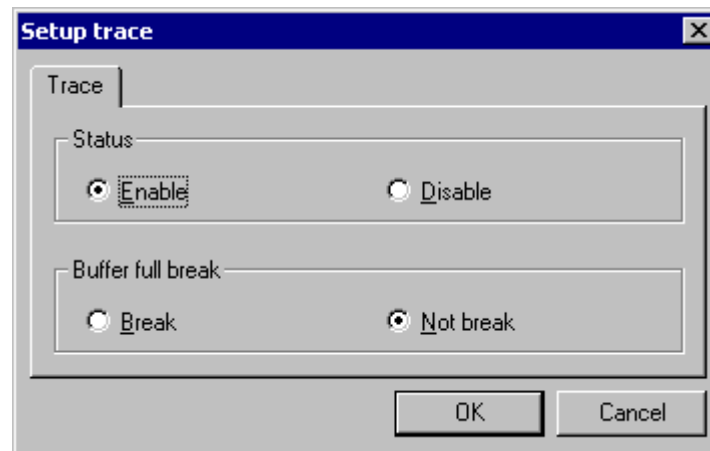 Setup trace
Trace
Status
Enable Disable
Buffer full break
Break Not break
OK Cancel